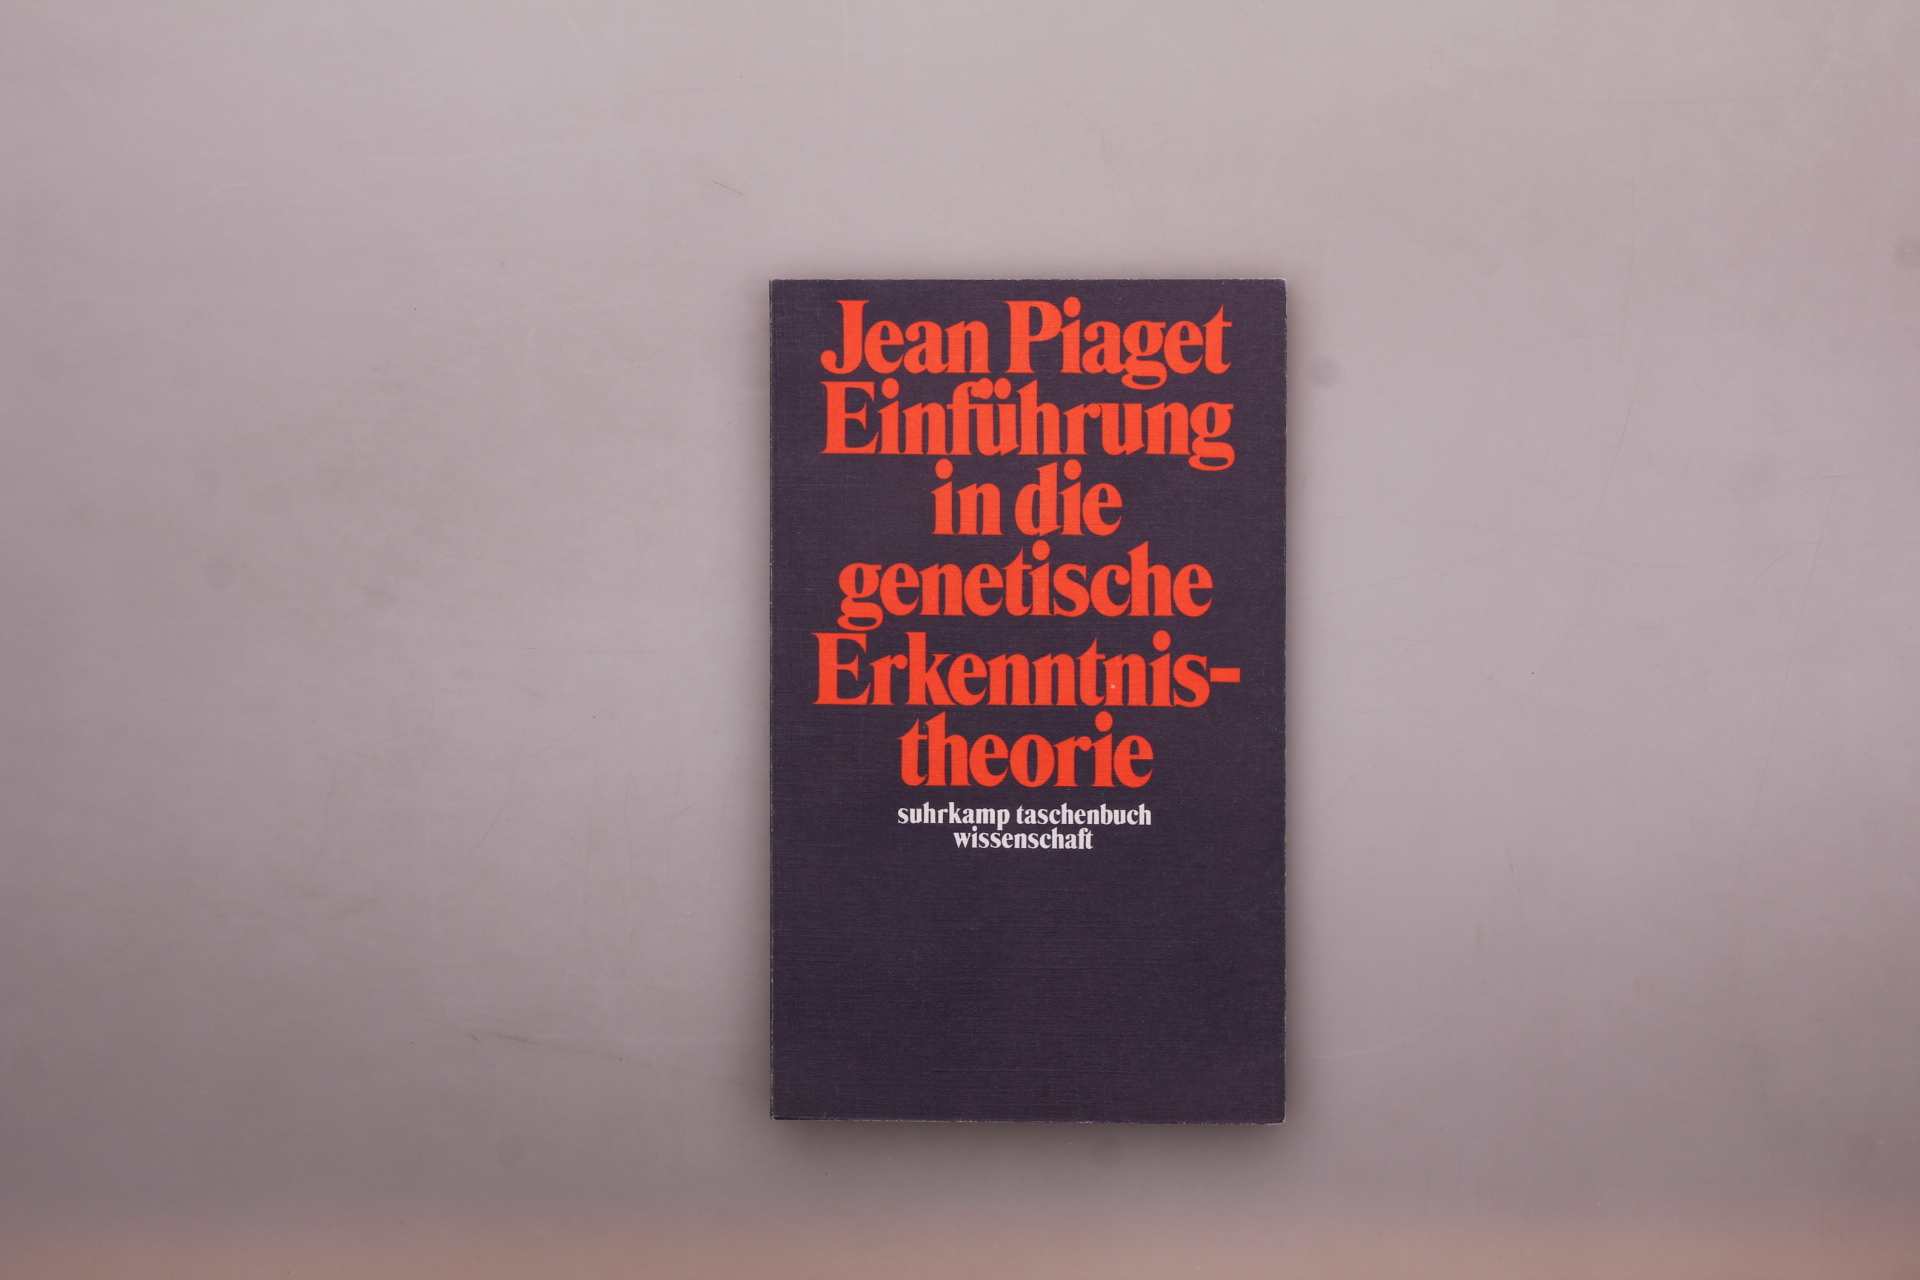 Jean Piaget
Einführung
in die
genetische
Erkenntnis-
theorie
suhrkamp taschenbuch
wissenschaft